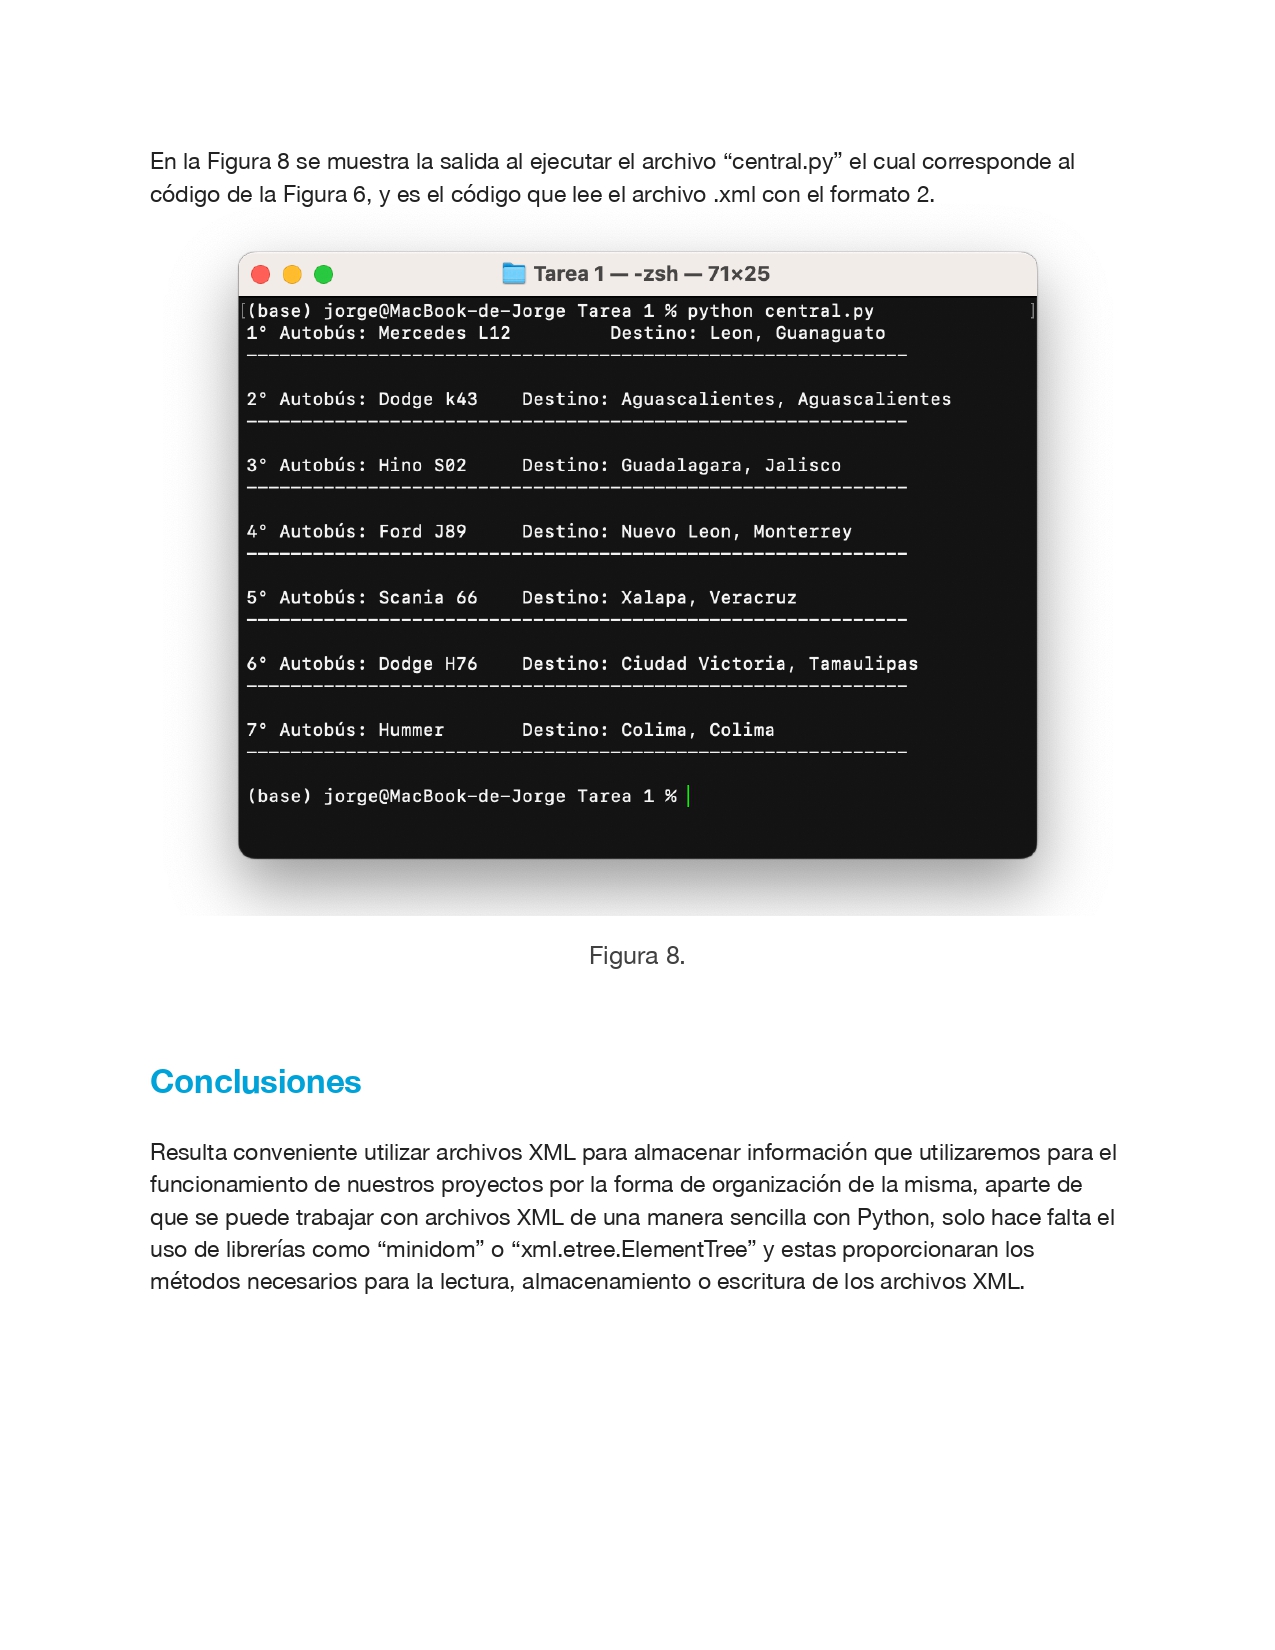 En la Figura 8 se muestra la salida al ejecutar el archivo “central.py” el cual corresponde al
código de la Figura 6, y es el código que lee el archivo .xml con el formato 2.
Tarea 1 — -zsh — 71×25
[(base) jorge@MacBook-de-Jorge Tarea 1 % python central.py ]
1° Autobús: Mercedes L12 Destino: Leon, Guanaguato
------------------------------------------------------------
2° Autobús: Dodge k43 Destino: Aguascalientes, Aguascalientes
------------------------------------------------------------
3° Autobús: Hino S02 Destino: Guadalagara, Jalisco
------------------------------------------------------------
4° Autobús: Ford J89 Destino: Nuevo Leon, Monterrey
------------------------------------------------------------
5° Autobús: Scania 66 Destino: Xalapa, Veracruz
------------------------------------------------------------
6° Autobús: Dodge H76 Destino: Ciudad Victoria, Tamaulipas
------------------------------------------------------------
7° Autobús: Hummer Destino: Colima, Colima
------------------------------------------------------------
(base) jorge@MacBook-de-Jorge Tarea 1 %
Figura 8.
Conclusiones
Resulta conveniente utilizar archivos XML para almacenar información que utilizaremos para el
funcionamiento de nuestros proyectos por la forma de organización de la misma, aparte de
que se puede trabajar con archivos XML de una manera sencilla con Python, solo hace falta el
uso de librerías como “minidom” o “xml.etree.ElementTree” y estas proporcionaran los
métodos necesarios para la lectura, almacenamiento o escritura de los archivos XML.